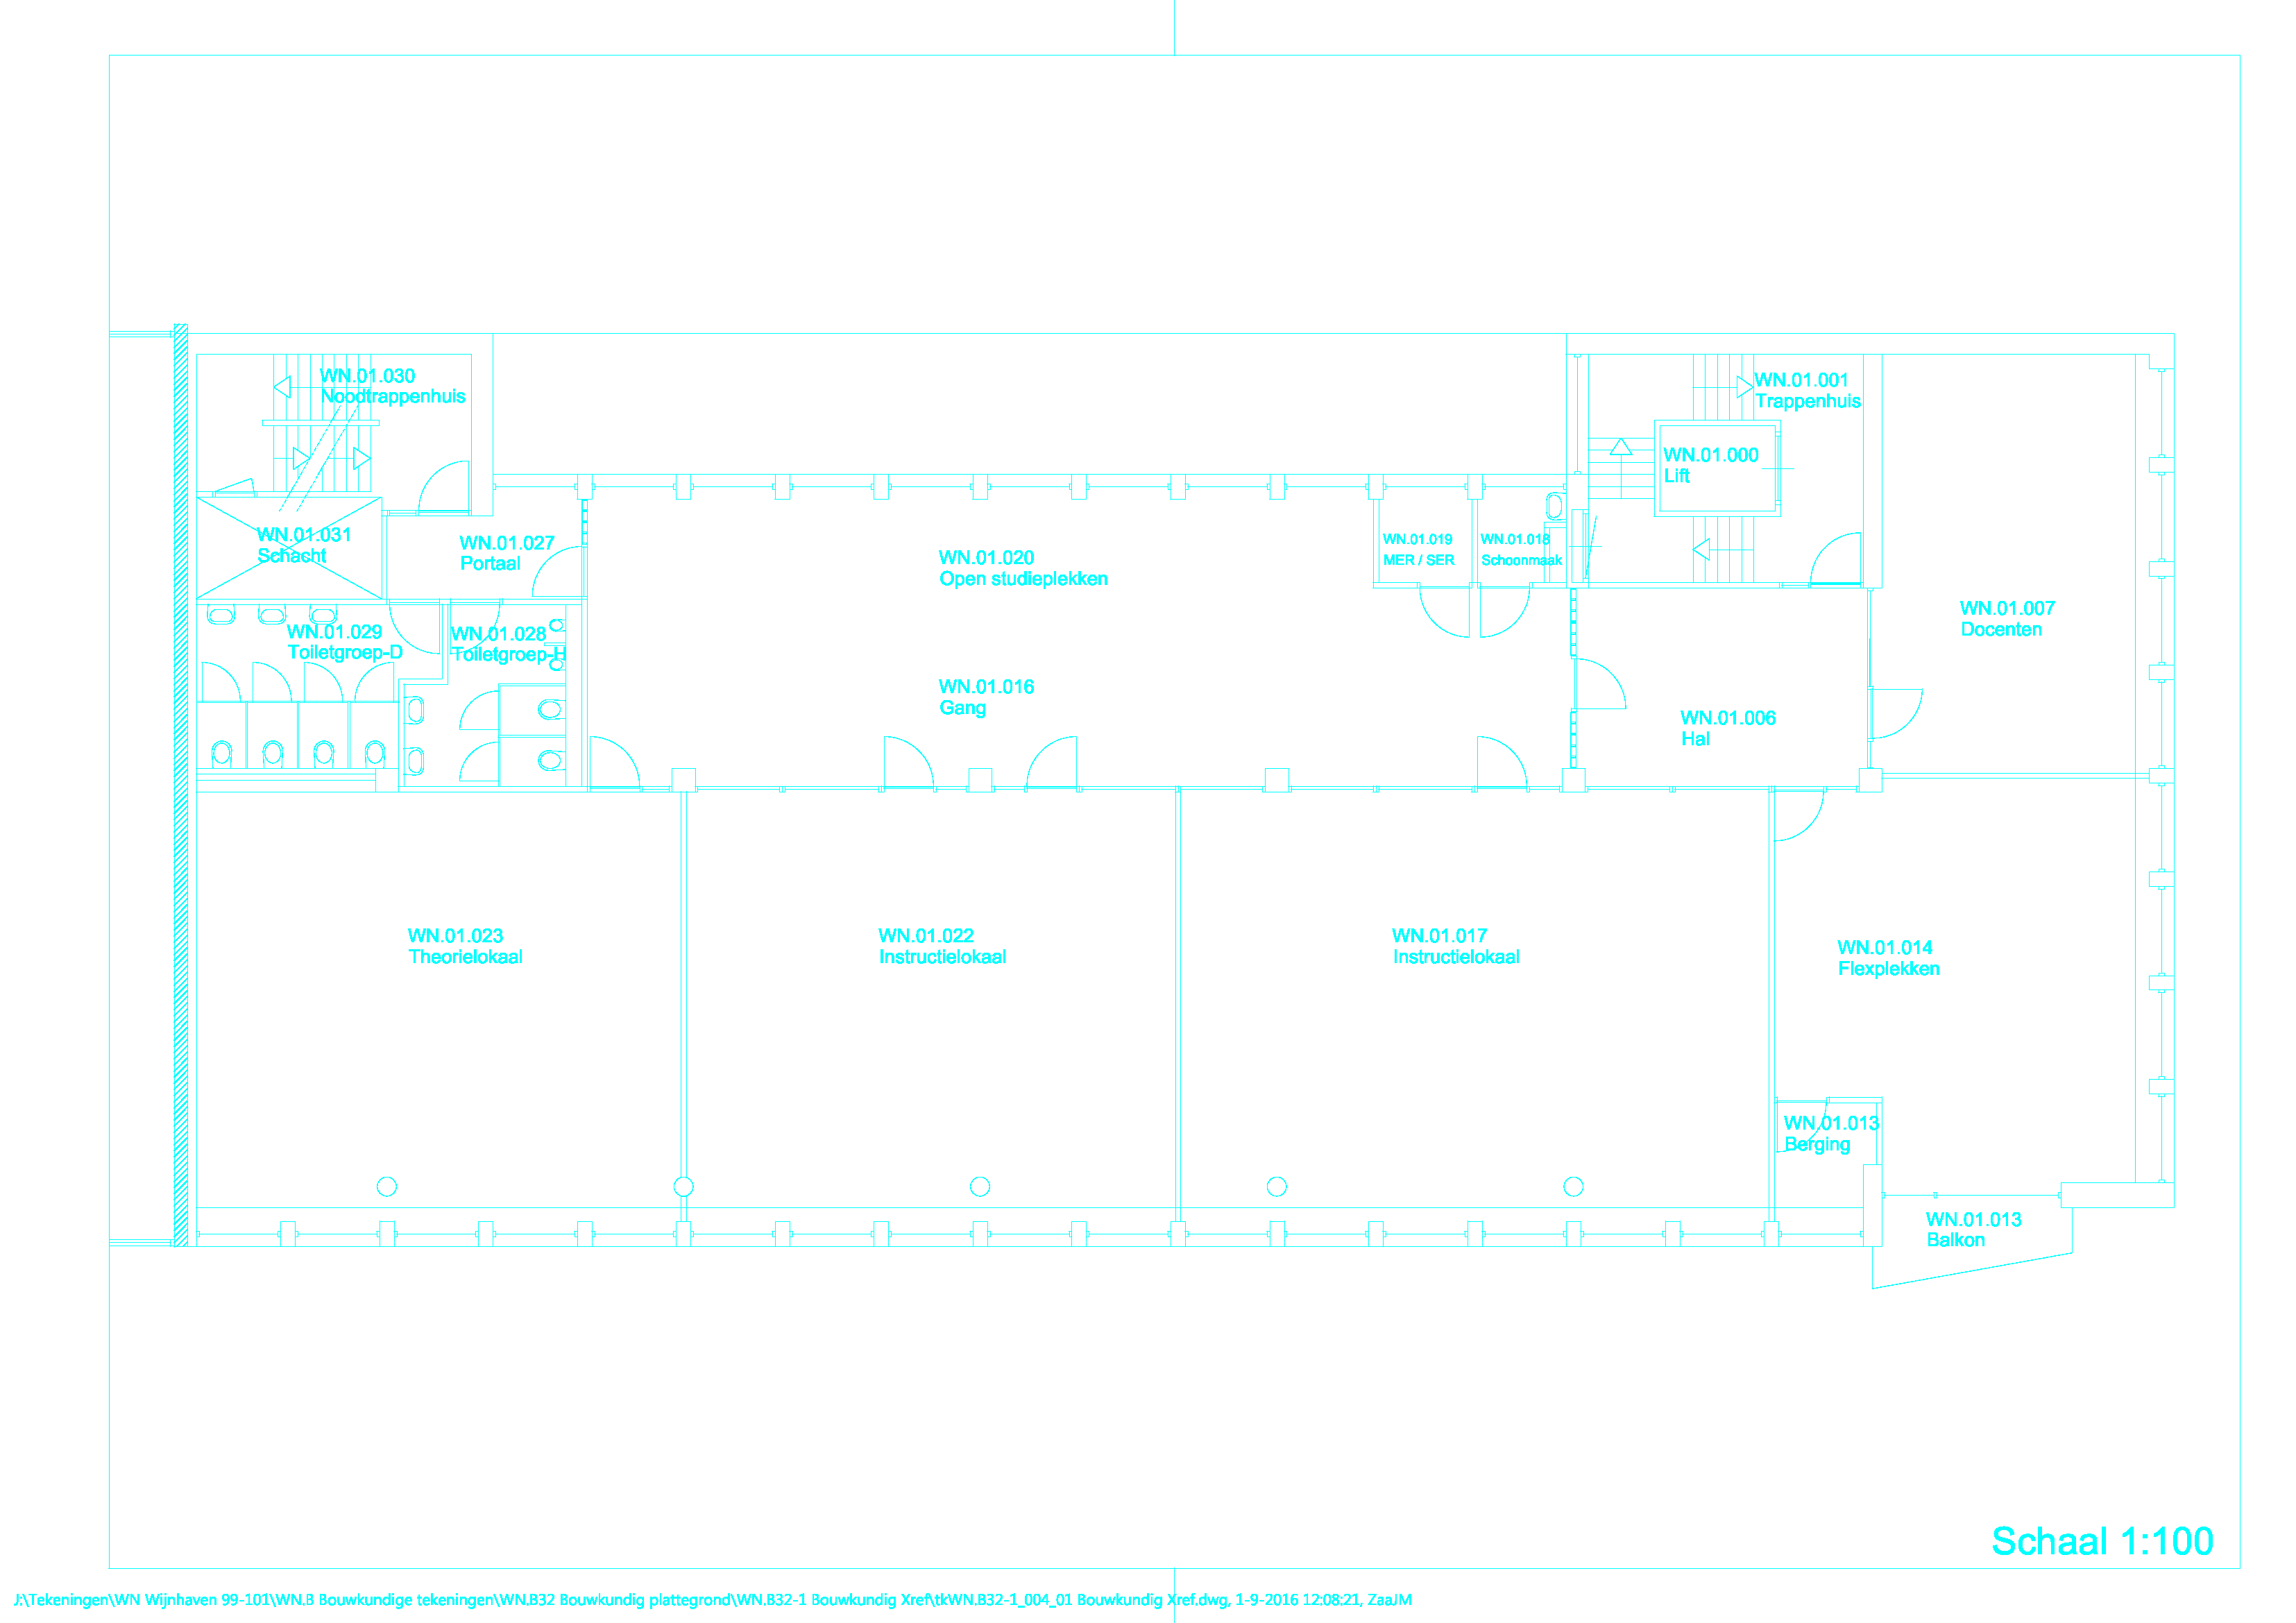 WN.01.030
Noodtrappenhuis
WN.01.001
Trappenhuis
WN.01.000
Lift
WN.01.031
Schacht
WN.01.027
Portaal
WN.01.020
Open studieplekken
WN.01.019
MER / SER
WN.01.018
Schoonmaak
WN.01.007
Docenten
WN.01.029
Toiletgroep-D
WN.01.028
Toiletgroep-H
WN.01.016
Gang
WN.01.006
Hal
WN.01.023
Theorielokaal
WN.01.022
Instructielokaal
WN.01.017
Instructielokaal
WN.01.014
Flexplekken
WN.01.013
Berging
WN.01.013
Balkon
Schaal 1:100
J:\Tekeningen\WN Wijnhaven 99-101\WN.B Bouwkundige tekeningen\WN.B32 Bouwkundig plattegrond\WN.B32-1 Bouwkundig Xref\tkWN.B32-1_004_01 Bouwkundig Xref.dwg, 1-9-2016 12:08:21, ZaaJM